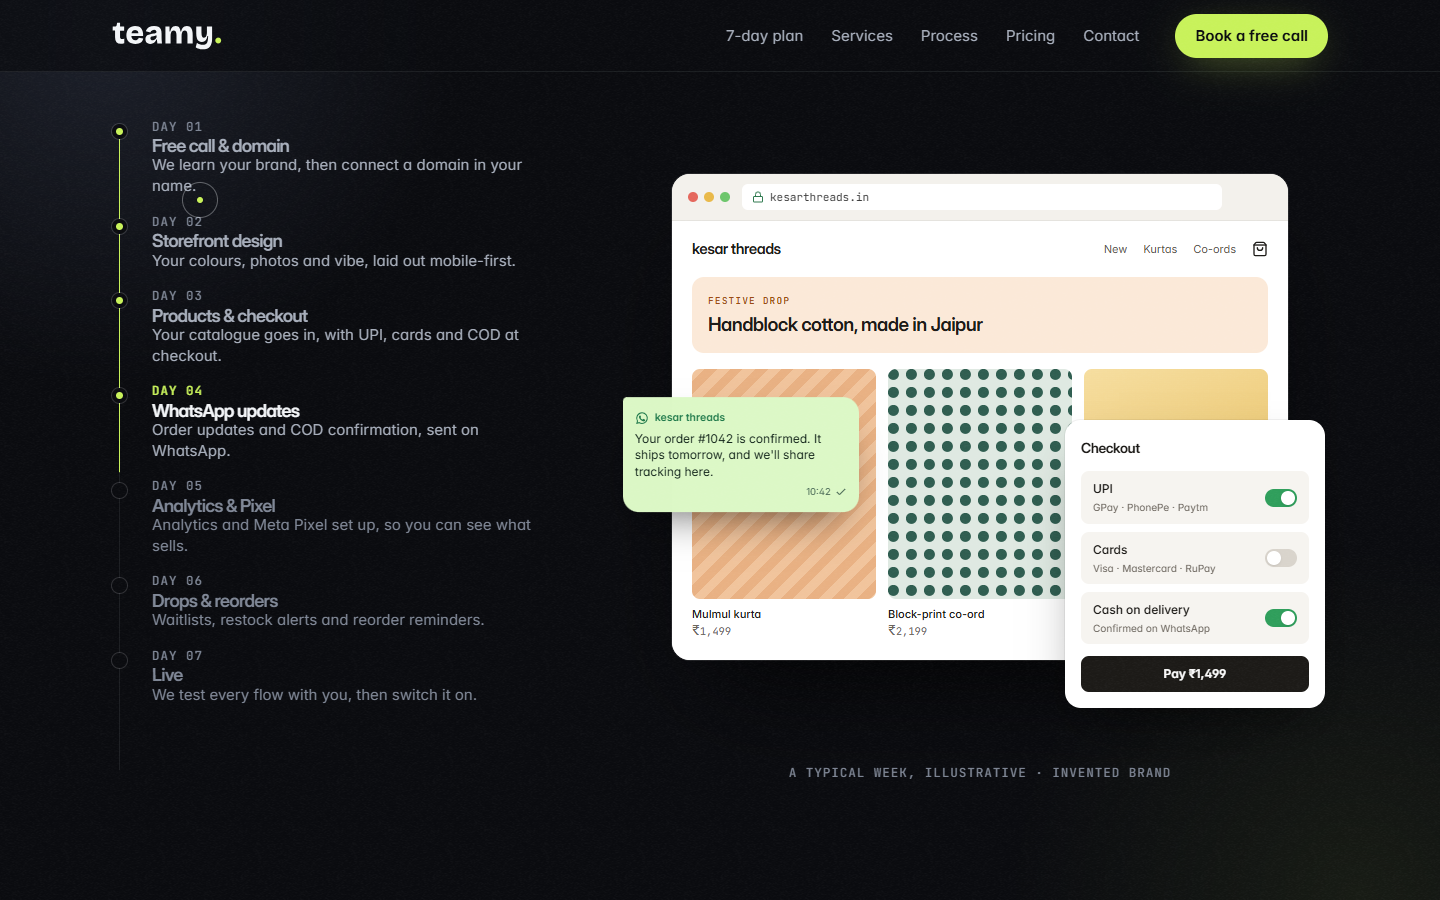 teamy.
7-day plan
Services
Process
Pricing
Contact
Book a free call
DAY 01
Free call & domain
We learn your brand, then connect a domain in your
name.
DAY 02
Storefront design
Your colours, photos and vibe, laid out mobile-first.
DAY 03
Products & checkout
Your catalogue goes in, with UPI, cards and COD at
checkout.
DAY 04
WhatsApp updates
Order updates and COD confirmation, sent on
WhatsApp.
DAY 05
Analytics & Pixel
Analytics and Meta Pixel set up, so you can see what
sells.
DAY 06
Drops & reorders
Waitlists, restock alerts and reorder reminders.
DAY 07
Live
We test every flow with you, then switch it on.
kesarthreads.in
kesar threads
New
Kurtas
Co-ords
FESTIVE DROP
Handblock cotton, made in Jaipur
kesar threads
Your order #1042 is confirmed. It
ships tomorrow, and we'll share
tracking here.
10:42
Mulmul kurta
₹1,499
Block-print co-ord
₹2,199
Checkout
UPI
GPay · PhonePe · Paytm
Cards
Visa · Mastercard · RuPay
Cash on delivery
Confirmed on WhatsApp
Pay ₹1,499
A TYPICAL WEEK, ILLUSTRATIVE · INVENTED BRAND